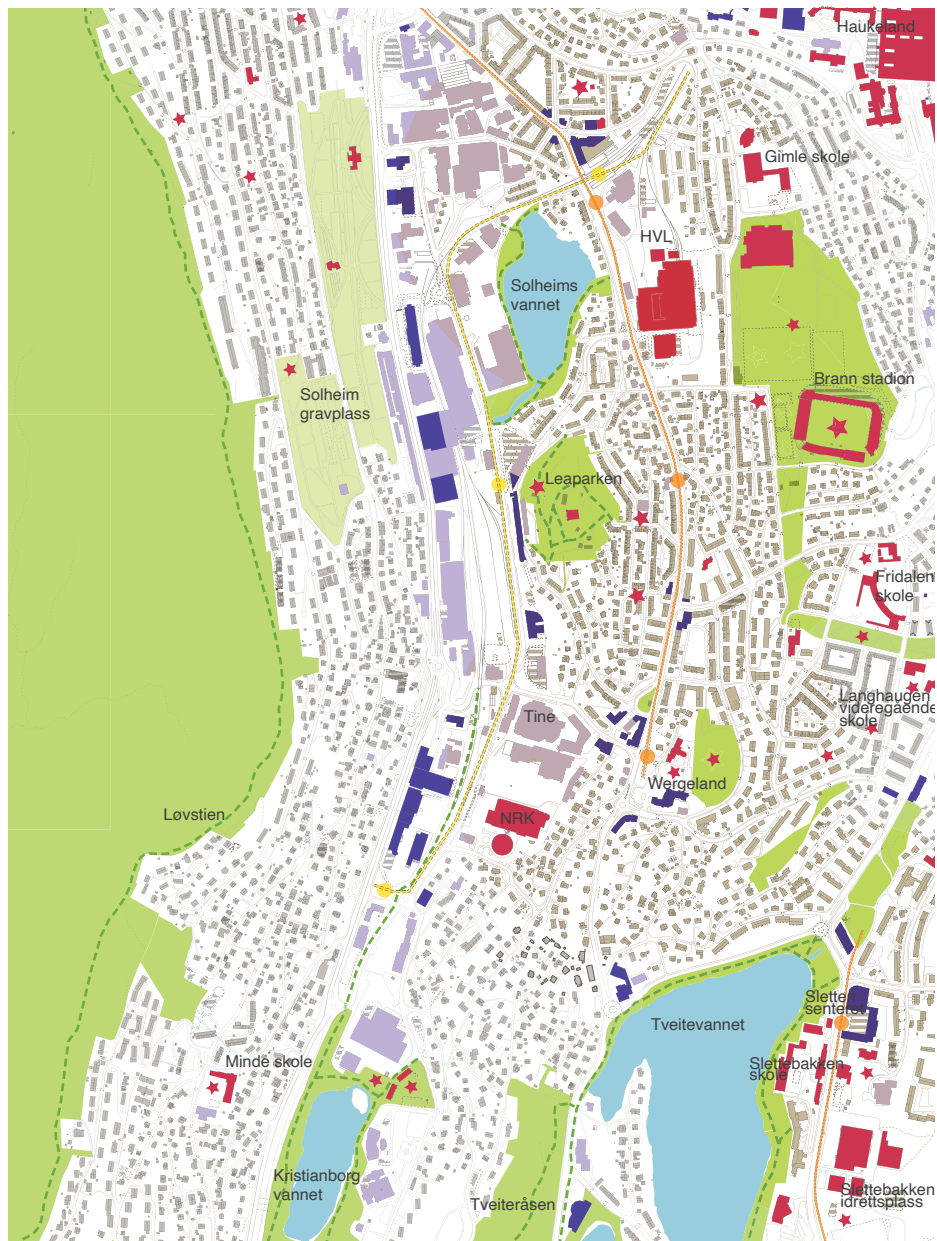 Haukeland
Gimle skole
HVL
Solheims
vannet
Brann stadion
Solheim
gravplass
Leaparken
Fridalen
skole
Langhaugen
videregående
skole
Tine
Wergeland
Løvstien
NRK
Sletten
senteret
Tveitevannet
Minde skole
Slettebakken
skole
Kristianborg
vannet
Tveiteråsen
Slettebakken
idrettsplass